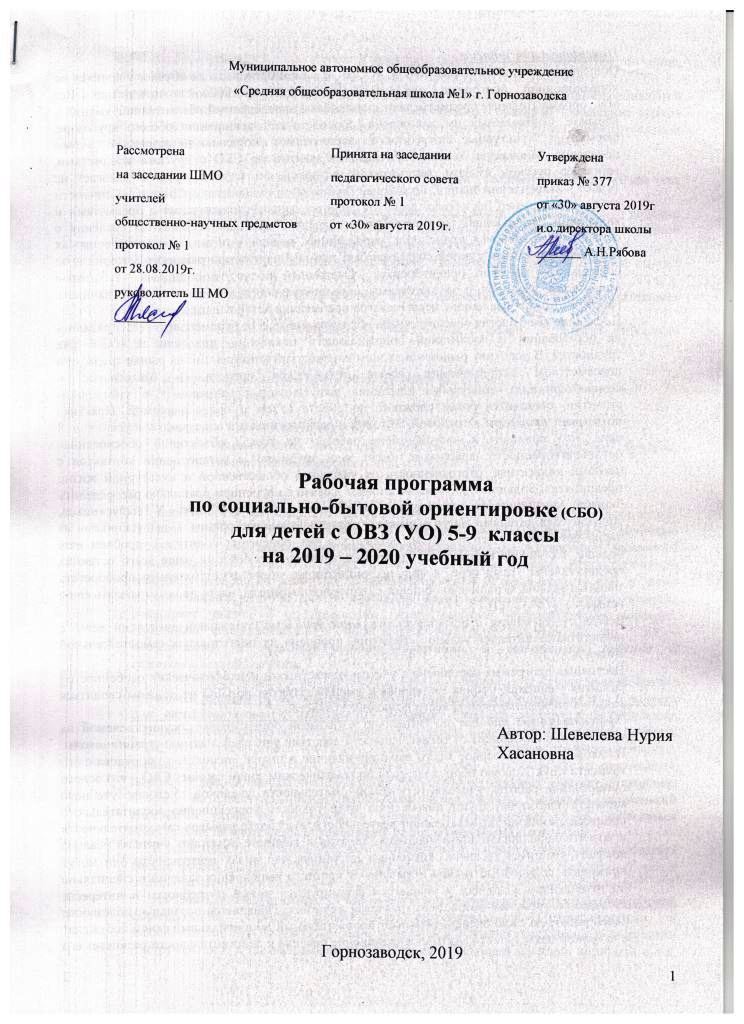 Муниципальное автономное общеобразовательное учреждение
«Средняя общеобразовательная школа №1» г. Горнозаводска
Рассмотрена
на заседании ШМО
учителей
общественно-научных предметов
протокол № 1
от 28.08.2019г.
руководитель Ш МО
Принята на заседании
педагогического совета
протокол № 1
от «30» августа 2019г.
Утверждена
приказ № 377
от «30» августа 2019г
и.о.директора школы
А.Н.Рябова
Рабочая программа
по социально-бытовой ориентировке (СБО)
для детей с ОВЗ (УО) 5-9 классы
на 2019 – 2020 учебный год
Автор: Шевелева Нурия
Хасановна
Горнозаводск, 2019
1